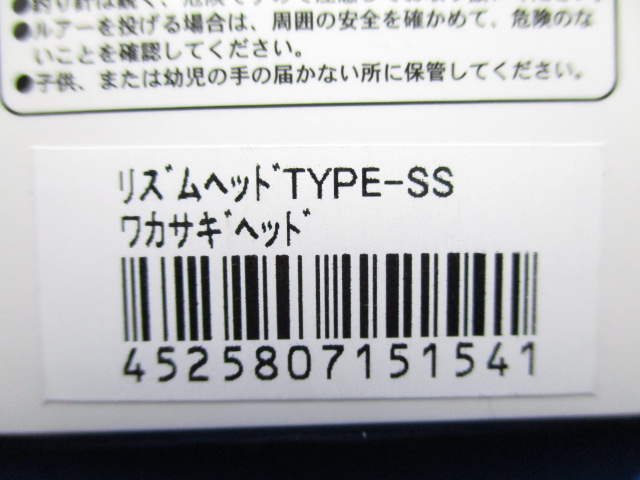 ●ルアーを投げる場合は、周囲の安全を確かめて、危険のな
いことを確認してください。
●子供、または幼児の手の届かない所に保管してください。
ﾘｽﾞﾑﾍｯﾄﾞTYPE-SS
ﾜｶｻｷﾞﾍｯﾄﾞ
4525807151541